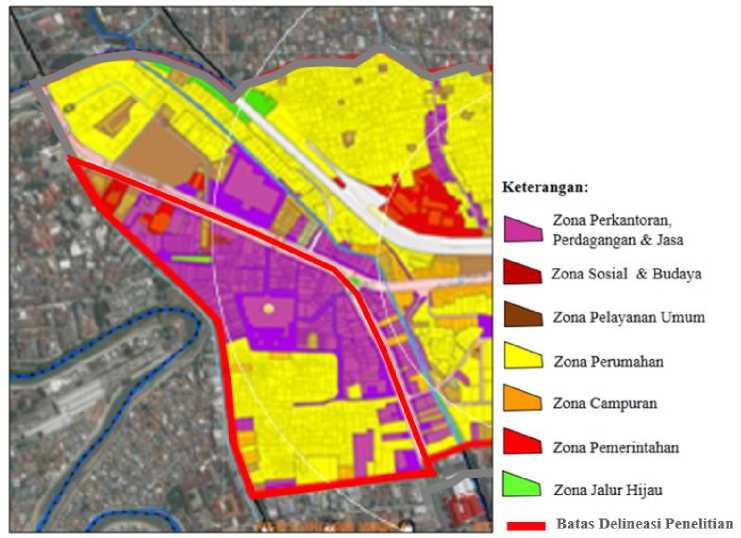 Keterangan:
Zona Perkantoran,
Perdagangan & Jasa
Zona Sosial & Budaya
Zona Pelayanan Umum
Zona Perumahan
Zona Campuran
Zona Pemerintahan
Zona Jalur Hijau
Batas Delineasi Penelitian